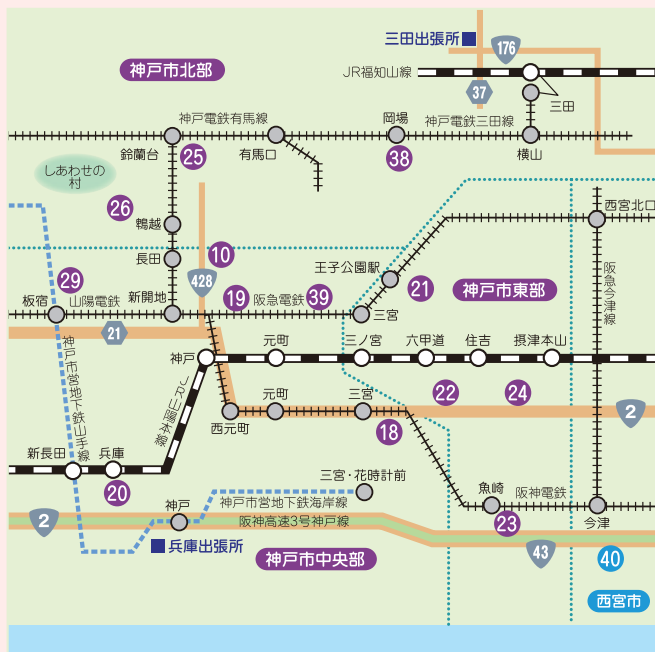 三田出張所
176
神戸市北部
JR福知山線
37
三田
神戸電鉄有馬線
岡場
神戸電鉄三田線
鈴蘭台
25
有馬口
38
横山
しあわせの
村
26
鴨越
西宮北口
10
長田
王子公園駅
29
428
21
神戸市東部
阪急今津線
板宿
山陽電鉄
新開地
19
阪急電鉄
39
三宮
21
神戸市営地下鉄山手線
神戸
元町
三ノ宮
六甲道
住吉
摂津本山
JR山陽本線
元町
三宮
22
24
2
西元町
18
新長田
兵庫
20
三宮・花時計前
魚崎
阪神電鉄
神戸
神戸市営地下鉄海岸線
2
阪神高速3号神戸線
23
今津
兵庫出張所
神戸市中央部
43
40
西宮市